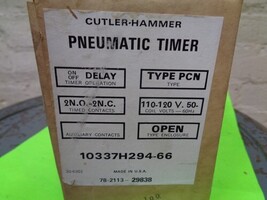 CUTLER-HAMMER
PNEUMATIC TIMER
ON OFF DELAY
TIMER OPERATION
TYPE PCN
TYPE
2N.O.-2N.C.
TIMED CONTACTS
110-120 V. 50-
COIL VOLTS 60Hz
AUXILIARY CONTACTS
OPEN
TYPE ENCLOSURE
10337H294-66
MADE IN U.S.A.
78-2113- 29838